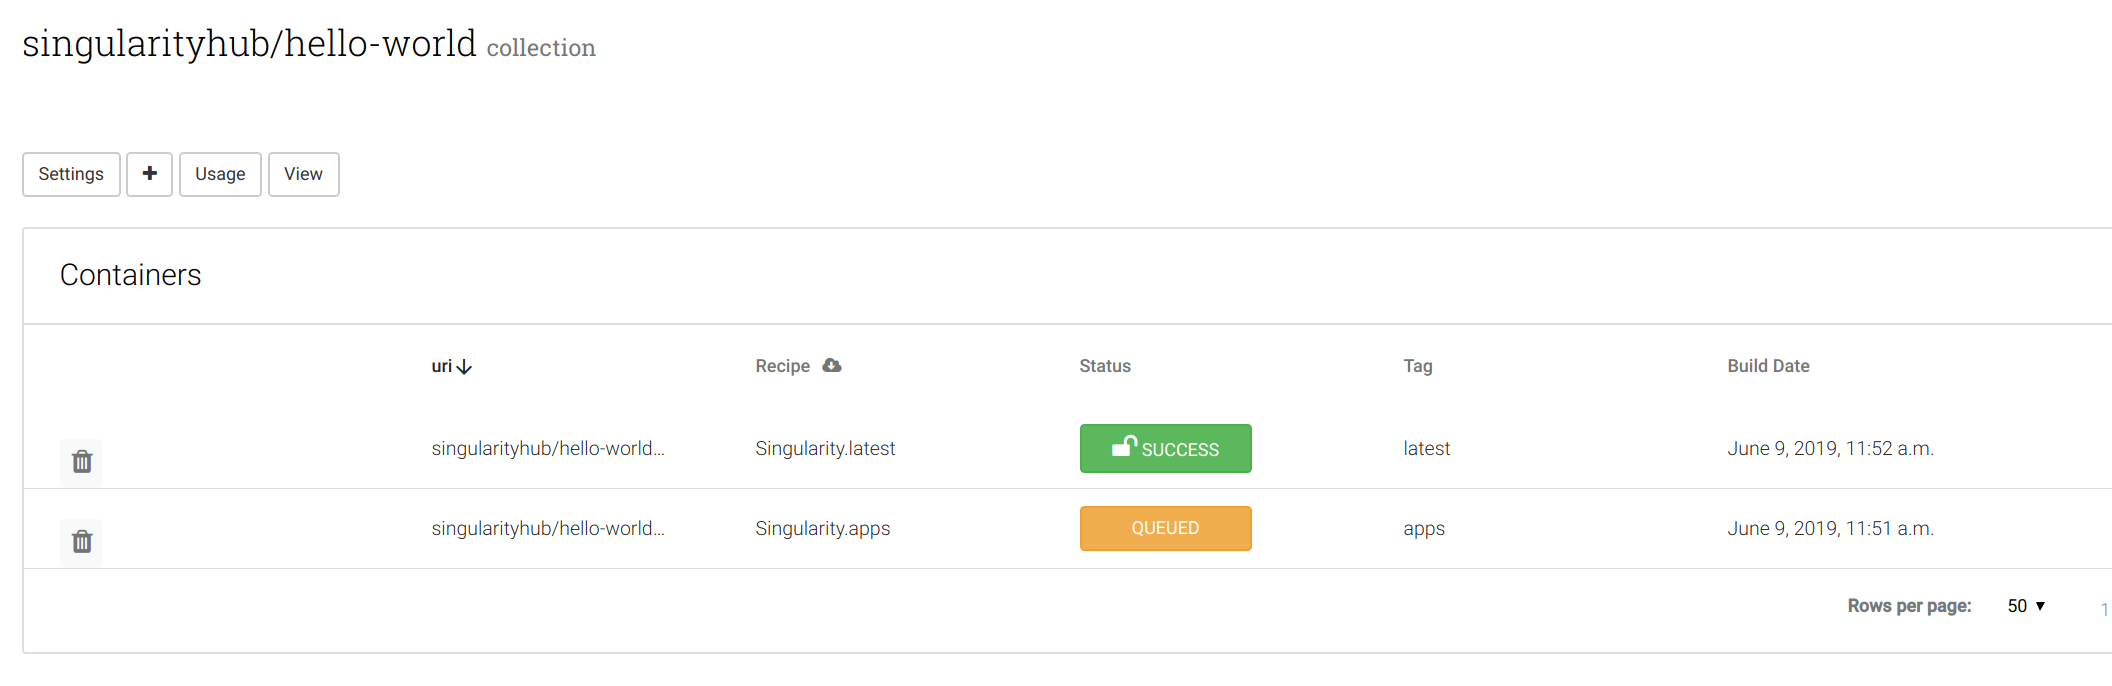 singularityhub/hello-world collection
Settings Usage View
Containers
uri Recipe Status Tag Build Date
singularityhub/hello-world... Singularity.latest SUCCESS latest June 9, 2019, 11:52 a.m.
singularityhub/hello-world... Singularity.apps QUEUED apps June 9, 2019, 11:51 a.m.
Rows per page: 50 1